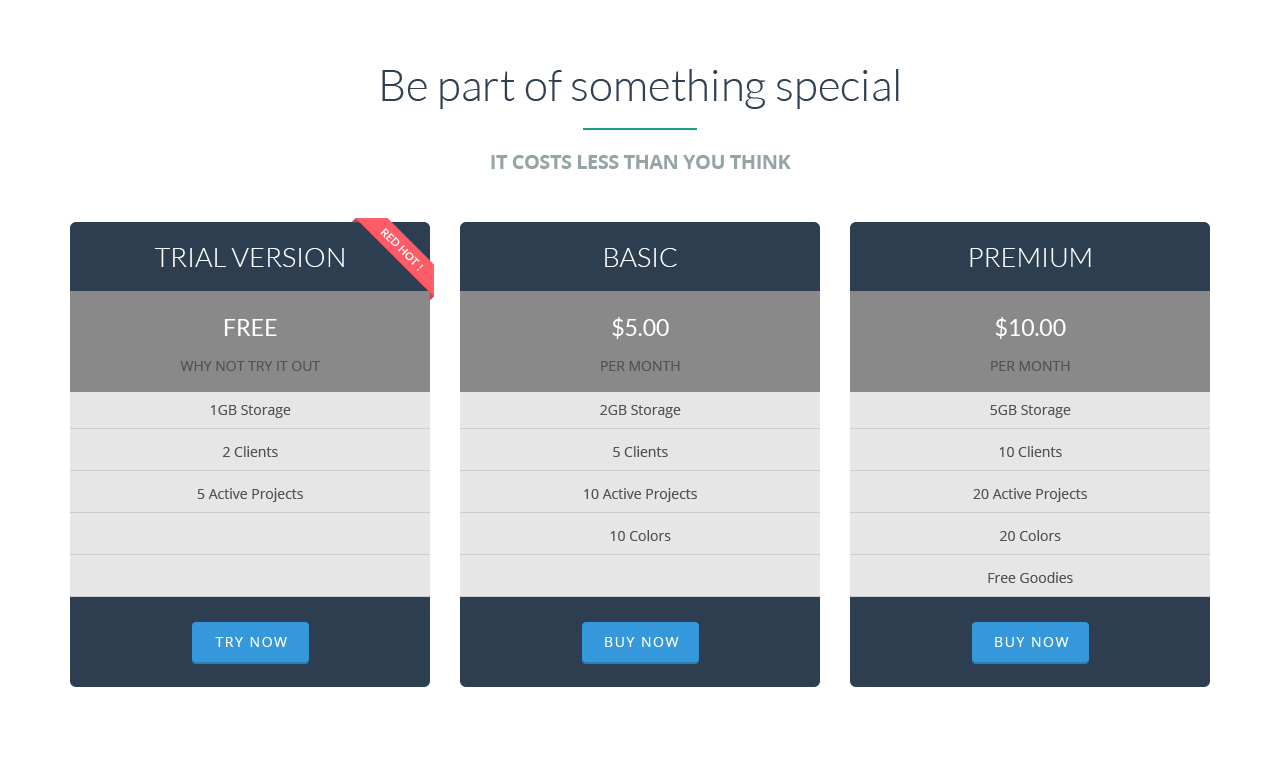 Be part of something special
IT COSTS LESS THAN YOU THINK
TRIAL VERSION
RED HOT !
FREE
WHY NOT TRY IT OUT
1GB Storage
2 Clients
5 Active Projects
TRY NOW
BASIC
$5.00
PER MONTH
2GB Storage
5 Clients
10 Active Projects
10 Colors
BUY NOW
PREMIUM
$10.00
PER MONTH
5GB Storage
10 Clients
20 Active Projects
20 Colors
Free Goodies
BUY NOW